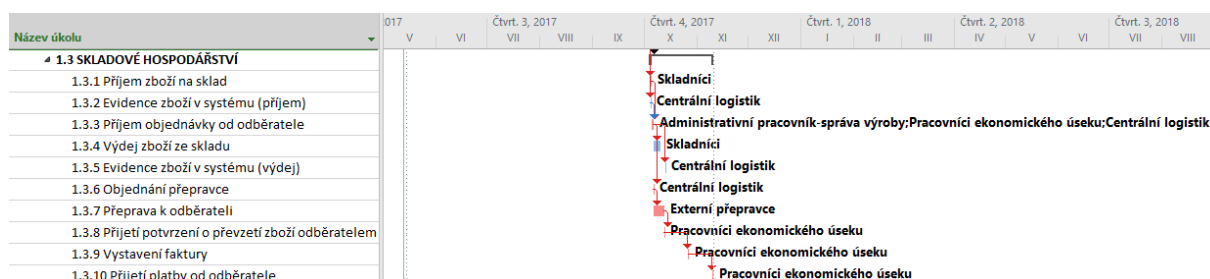 017 Čtvrt. 3, 2017 Čtvrt. 4, 2017 Čtvrt. 1, 2018 Čtvrt. 2, 2018 Čtvrt. 3, 2018
Název úkolu V VI VII VIII IX X XI XII I II III IV V VI VII VIII
1.3 SKLADOVÉ HOSPODÁŘSTVÍ
1.3.1 Příjem zboží na sklad Skladníci
1.3.2 Evidence zboží v systému (příjem) Centrální logistik
1.3.3 Příjem objednávky od odběratele Administrativní pracovník-správa výroby;Pracovníci ekonomického úseku;Centrální logistik
1.3.4 Výdej zboží ze skladu Skladníci
1.3.5 Evidence zboží v systému (výdej) Centrální logistik
1.3.6 Objednání přepravce Centrální logistik
1.3.7 Přeprava k odběrateli Externí přepravce
1.3.8 Přijetí potvrzení o převzetí zboží odběratelem Pracovníci ekonomického úseku
1.3.9 Vystavení faktury Pracovníci ekonomického úseku
1.3.10 Přijetí platby od odběratele Pracovníci ekonomického úseku